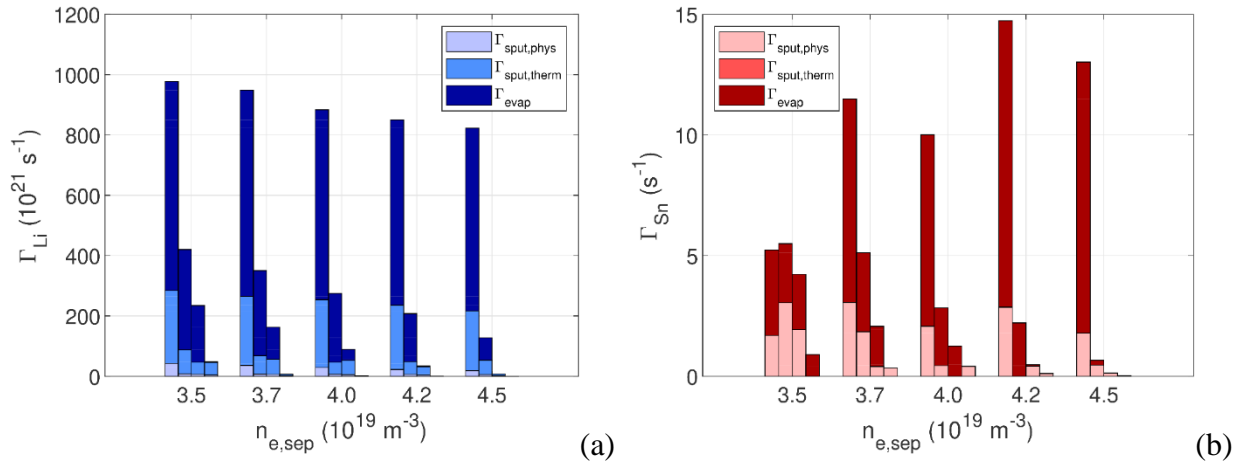 1200
1000
800
600
400
200
0
Γ_Li (10^21 s^-1)
Γ_sput,phys
Γ_sput,therm
Γ_evap
3.5 3.7 4.0 4.2 4.5
n_e,sep (10^19 m^-3)
(a)
15
10
5
0
Γ_Sn (s^-1)
Γ_sput,phys
Γ_sput,therm
Γ_evap
3.5 3.7 4.0 4.2 4.5
n_e,sep (10^19 m^-3)
(b)